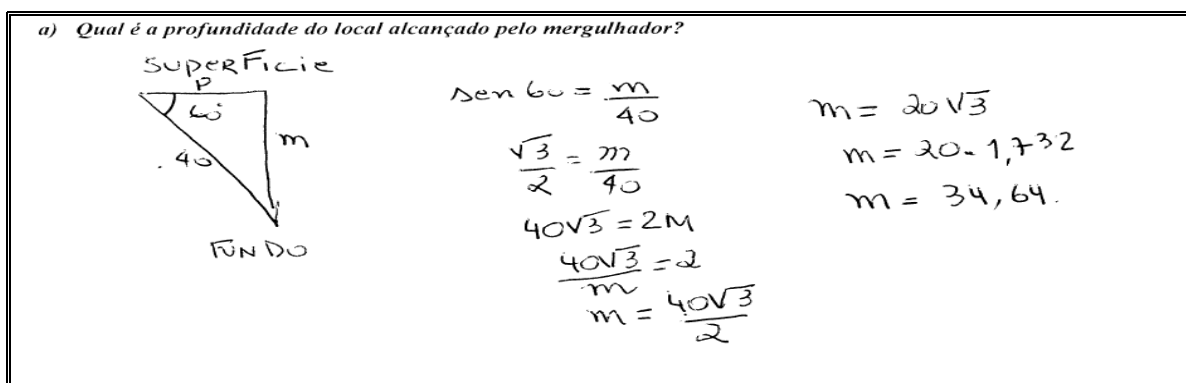 a) Qual é a profundidade do local alcançado pelo mergulhador?
SUPERFICIE
P
60°
m
40
FUNDO
sen 60 = m/40
√3/2 = m/40
40√3 = 2M
40√3/m = 2
m = 40√3/2
m = 20√3
m = 20. 1,732
m = 34,64.